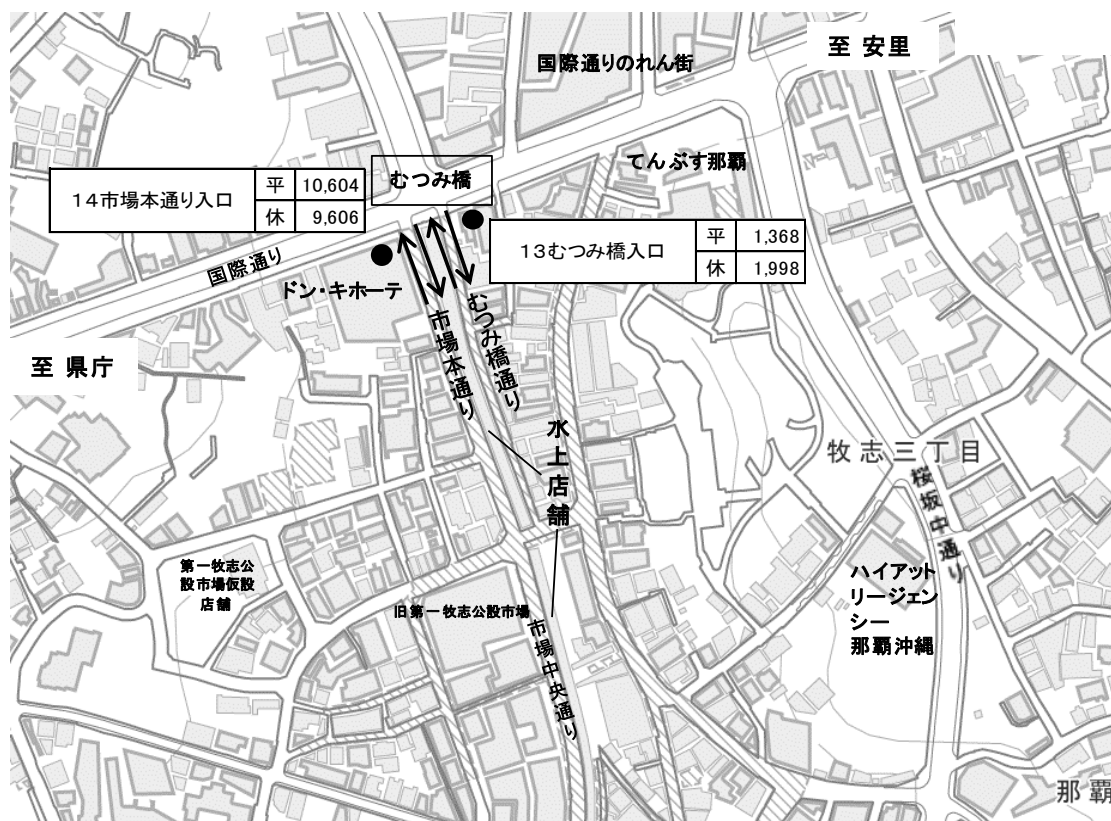 至 安里
国際通りのれん街
てんぶす那覇
むつみ橋
14市場本通り入口
平 10,604
休 9,606
13むつみ橋入口
平 1,368
休 1,998
国際通り
ドン・キホーテ
至 県庁
市場本通り
むつみ橋通り
水上店舗
牧志三丁目
桜坂中通り
ハイアット
リージェン
シー
那覇沖縄
第一牧志公
設市場仮設
店舗
旧第一牧志公設市場
市場中央通り
那覇